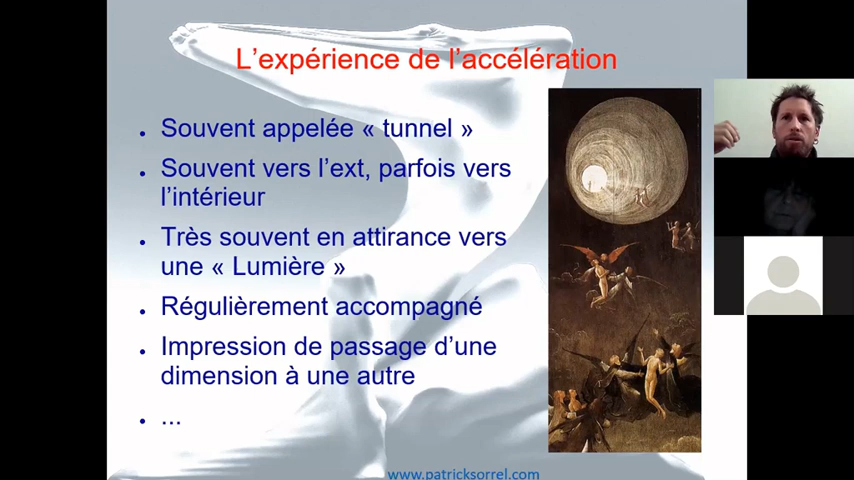 L'expérience de l'accélération
● Souvent appelée « tunnel »
● Souvent vers l'ext, parfois vers
l'intérieur
● Très souvent en attirance vers
une « Lumière »
● Régulièrement accompagné
● Impression de passage d'une
dimension à une autre
● ...
www.patricksorrel.com